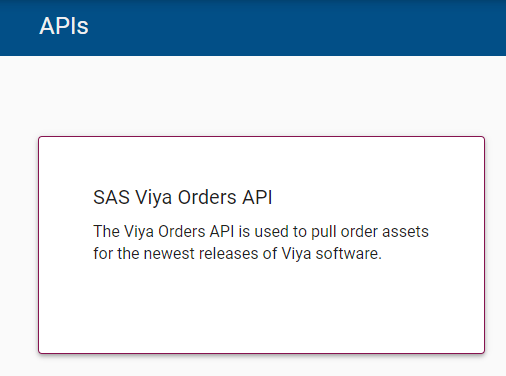 APIs
SAS Viya Orders API
The Viya Orders API is used to pull order assets
for the newest releases of Viya software.